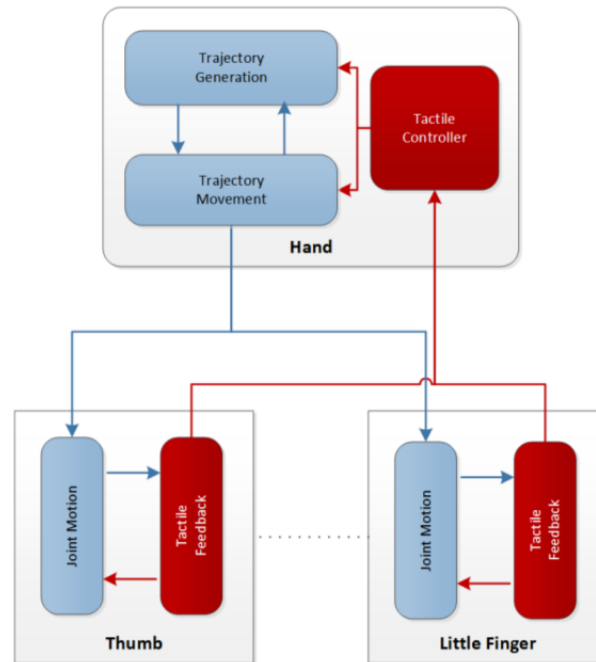 Trajectory
Generation
Tactile
Controller
Trajectory
Movement
Hand
Joint Motion
Tactile
Feedback
Thumb
Joint Motion
Tactile
Feedback
Little Finger